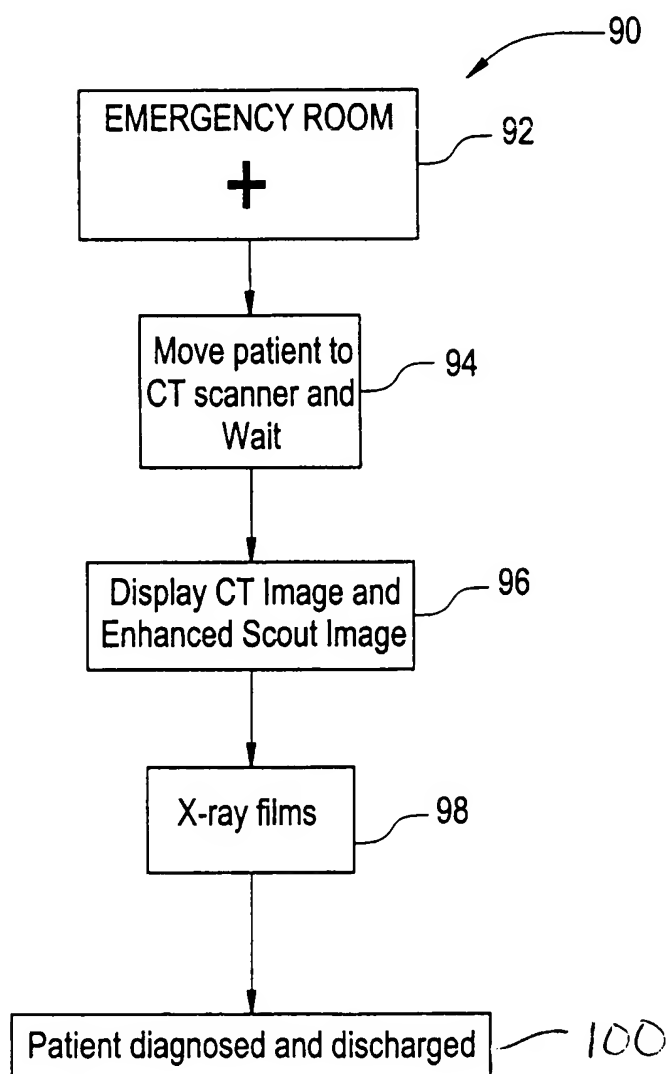 90
EMERGENCY ROOM
+
92
Move patient to
CT scanner and
Wait
94
Display CT Image and
Enhanced Scout Image
96
X-ray films
98
Patient diagnosed and discharged
100